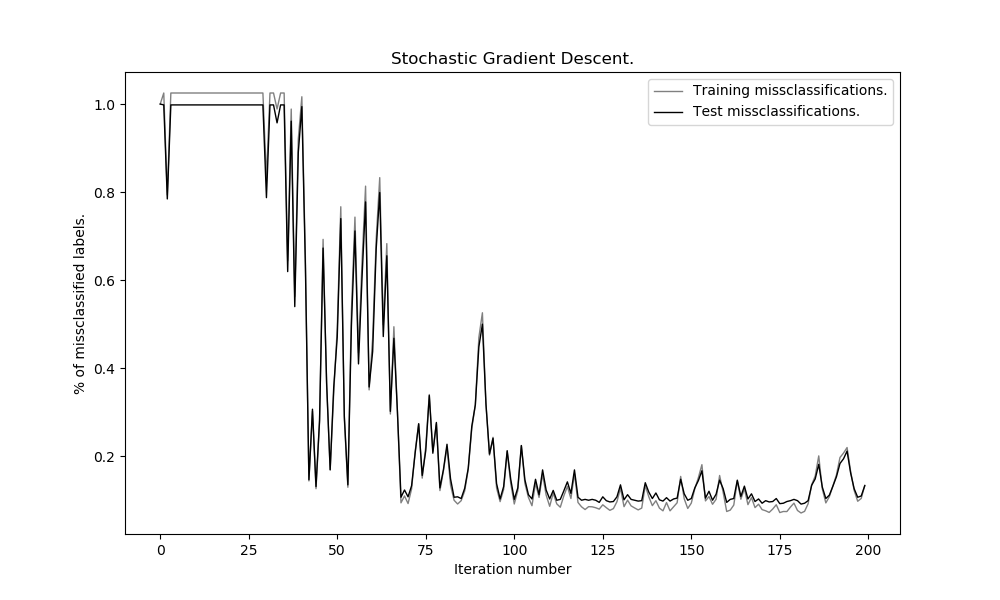 Stochastic Gradient Descent.
Training missclassifications.
Test missclassifications.
% of missclassified labels.
1.0
0.8
0.6
0.4
0.2
0 25 50 75 100 125 150 175 200
Iteration number